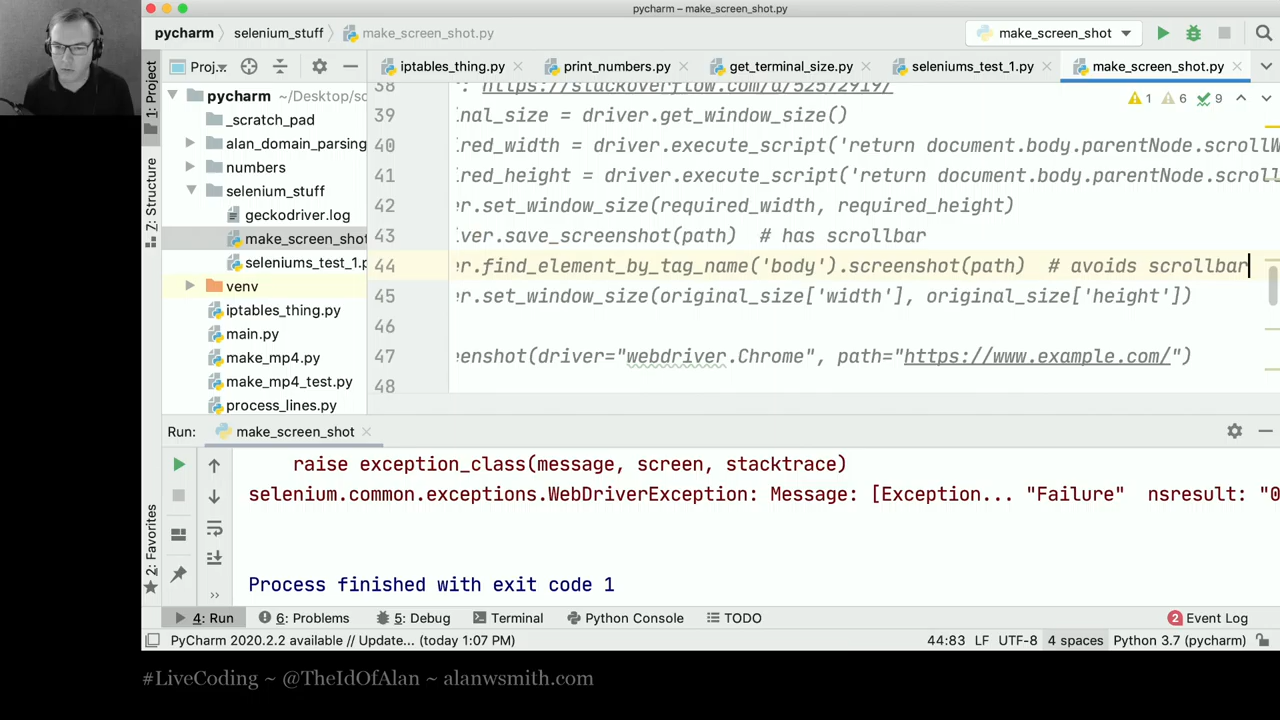 pycharm – make_screen_shot.py
pycharm selenium_stuff make_screen_shot.py make_screen_shot
1: Project
Z: Structure
2: Favorites
Proj..
iptables_thing.py print_numbers.py get_terminal_size.py seleniums_test_1.py make_screen_shot.py
pycharm ~/Desktop/sc
_scratch_pad
alan_domain_parsing
numbers
selenium_stuff
geckodriver.log
make_screen_shot
seleniums_test_1.p
venv
iptables_thing.py
main.py
make_mp4.py
make_mp4_test.py
process_lines.py
1 6 9
38 : https://stackoverflow.com/a/52572919/
39 inal_size = driver.get_window_size()
40 ired_width = driver.execute_script('return document.body.parentNode.scrollW
41 ired_height = driver.execute_script('return document.body.parentNode.scroll
42 er.set_window_size(required_width, required_height)
43 iver.save_screenshot(path)  # has scrollbar
44 er.find_element_by_tag_name('body').screenshot(path)  # avoids scrollbar
45 er.set_window_size(original_size['width'], original_size['height'])
46
47 eenshot(driver="webdriver.Chrome", path="https://www.example.com/")
48
Run: make_screen_shot
raise exception_class(message, screen, stacktrace)
selenium.common.exceptions.WebDriverException: Message: [Exception... "Failure"  nsresult: "0
Process finished with exit code 1
4: Run 6: Problems 5: Debug Terminal Python Console TODO 2 Event Log
PyCharm 2020.2.2 available // Update... (today 1:07 PM) 44:83 LF UTF-8 4 spaces Python 3.7 (pycharm)
#LiveCoding ~ @TheIdOfAlan ~ alanwsmith.com